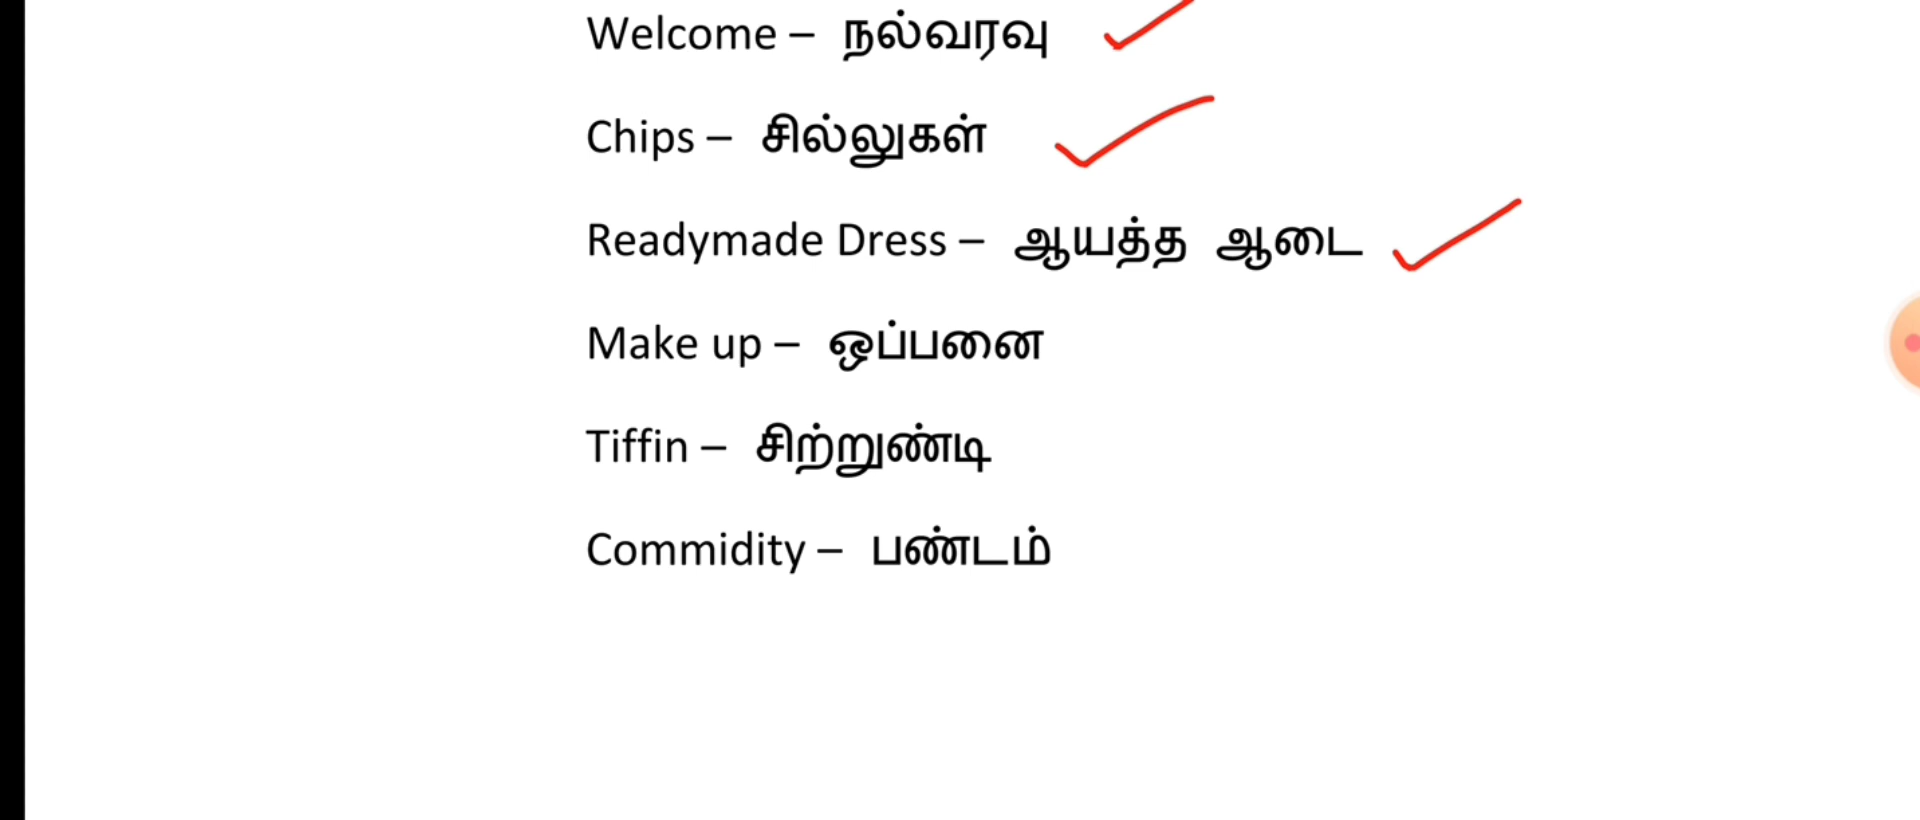 Welcome – நல்வரவு
Chips – சில்லுகள்
Readymade Dress – ஆயத்த ஆடை
Make up – ஒப்பனை
Tiffin – சிற்றுண்டி
Commidity – பண்டம்